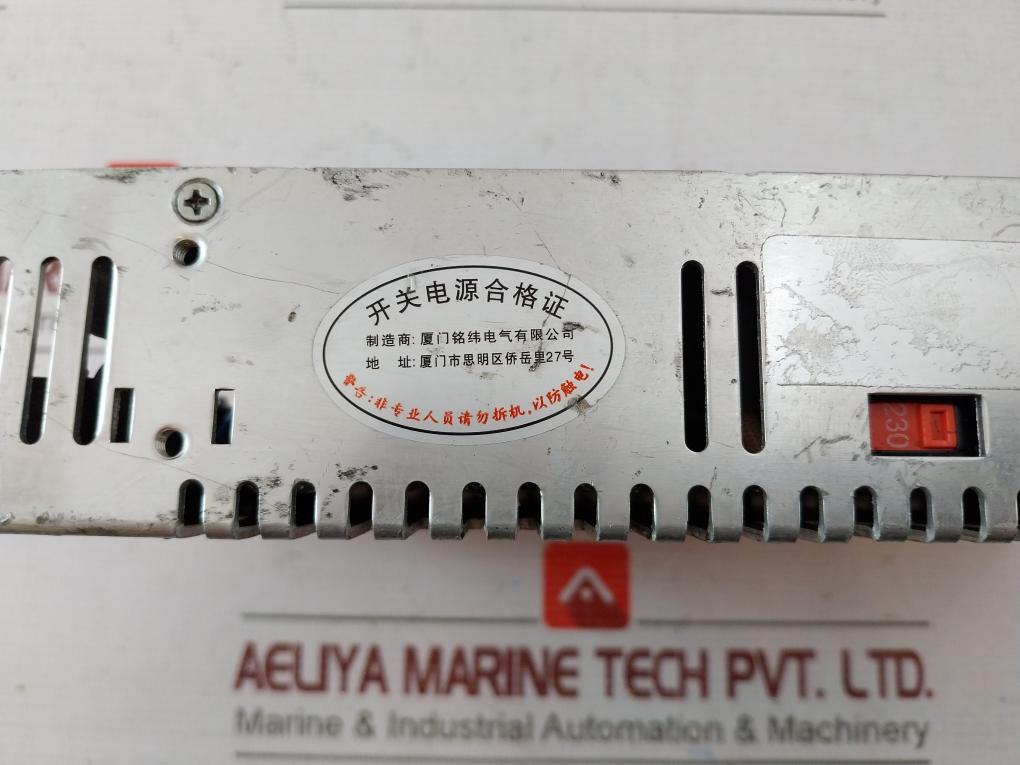 开关电源合格证
制造商: 厦门铭纬电气有限公司
地 址: 厦门市思明区侨岳里27号
警告:非专业人员请勿拆机,以防触电!
230
AELIYA MARINE TECH PVT. LTD.
Marine & Industrial Automation & Machinery